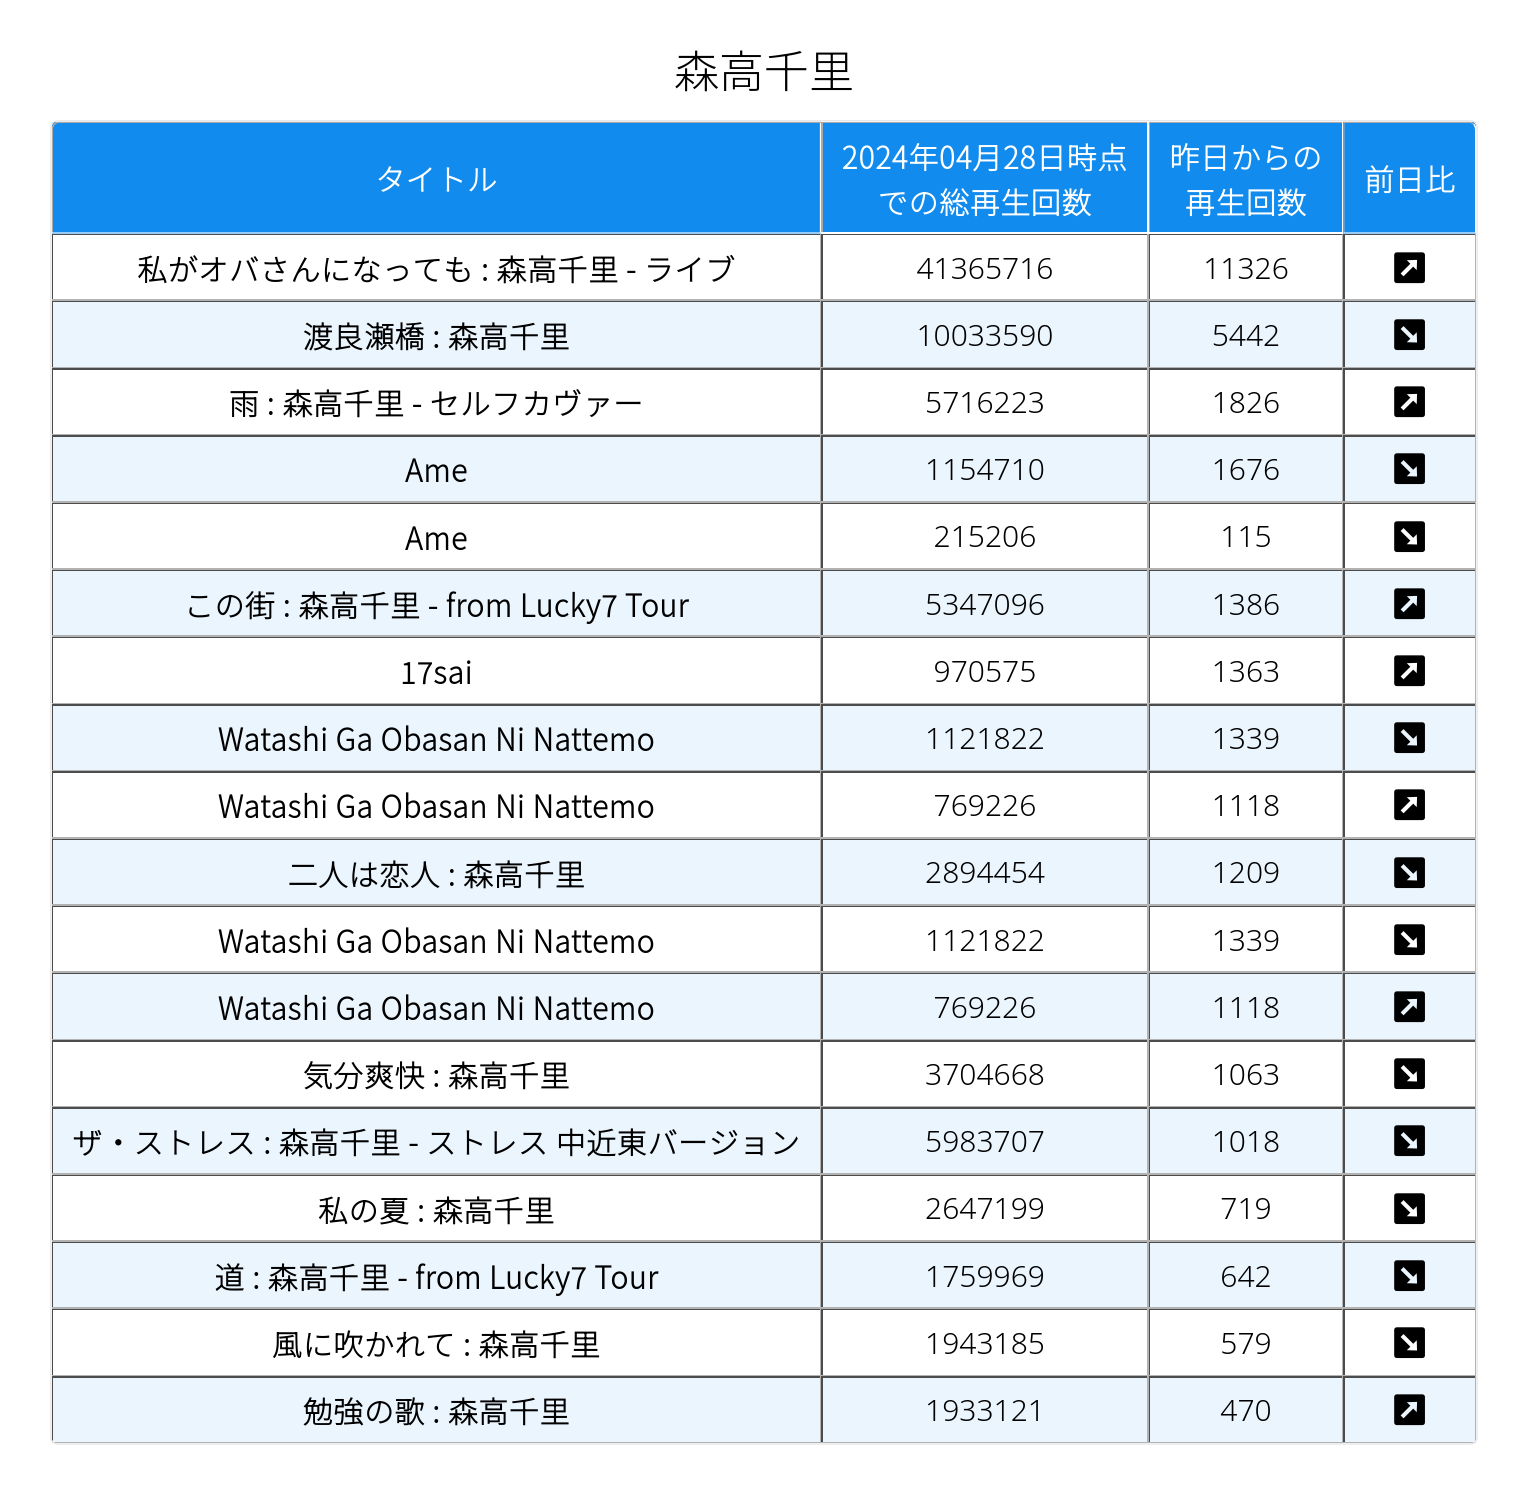 森高千里
タイトル 2024年04月28日時点での総再生回数 昨日からの再生回数 前日比
私がオバさんになっても : 森高千里 - ライブ 41365716 11326 ↗
渡良瀬橋 : 森高千里 10033590 5442 ↘
雨 : 森高千里 - セルフカヴァー 5716223 1826 ↗
Ame 1154710 1676 ↘
Ame 215206 115 ↘
この街 : 森高千里 - from Lucky7 Tour 5347096 1386 ↗
17sai 970575 1363 ↗
Watashi Ga Obasan Ni Nattemo 1121822 1339 ↘
Watashi Ga Obasan Ni Nattemo 769226 1118 ↗
二人は恋人 : 森高千里 2894454 1209 ↘
Watashi Ga Obasan Ni Nattemo 1121822 1339 ↘
Watashi Ga Obasan Ni Nattemo 769226 1118 ↗
気分爽快 : 森高千里 3704668 1063 ↘
ザ・ストレス : 森高千里 - ストレス 中近東バージョン 5983707 1018 ↘
私の夏 : 森高千里 2647199 719 ↘
道 : 森高千里 - from Lucky7 Tour 1759969 642 ↘
風に吹かれて : 森高千里 1943185 579 ↘
勉強の歌 : 森高千里 1933121 470 ↗